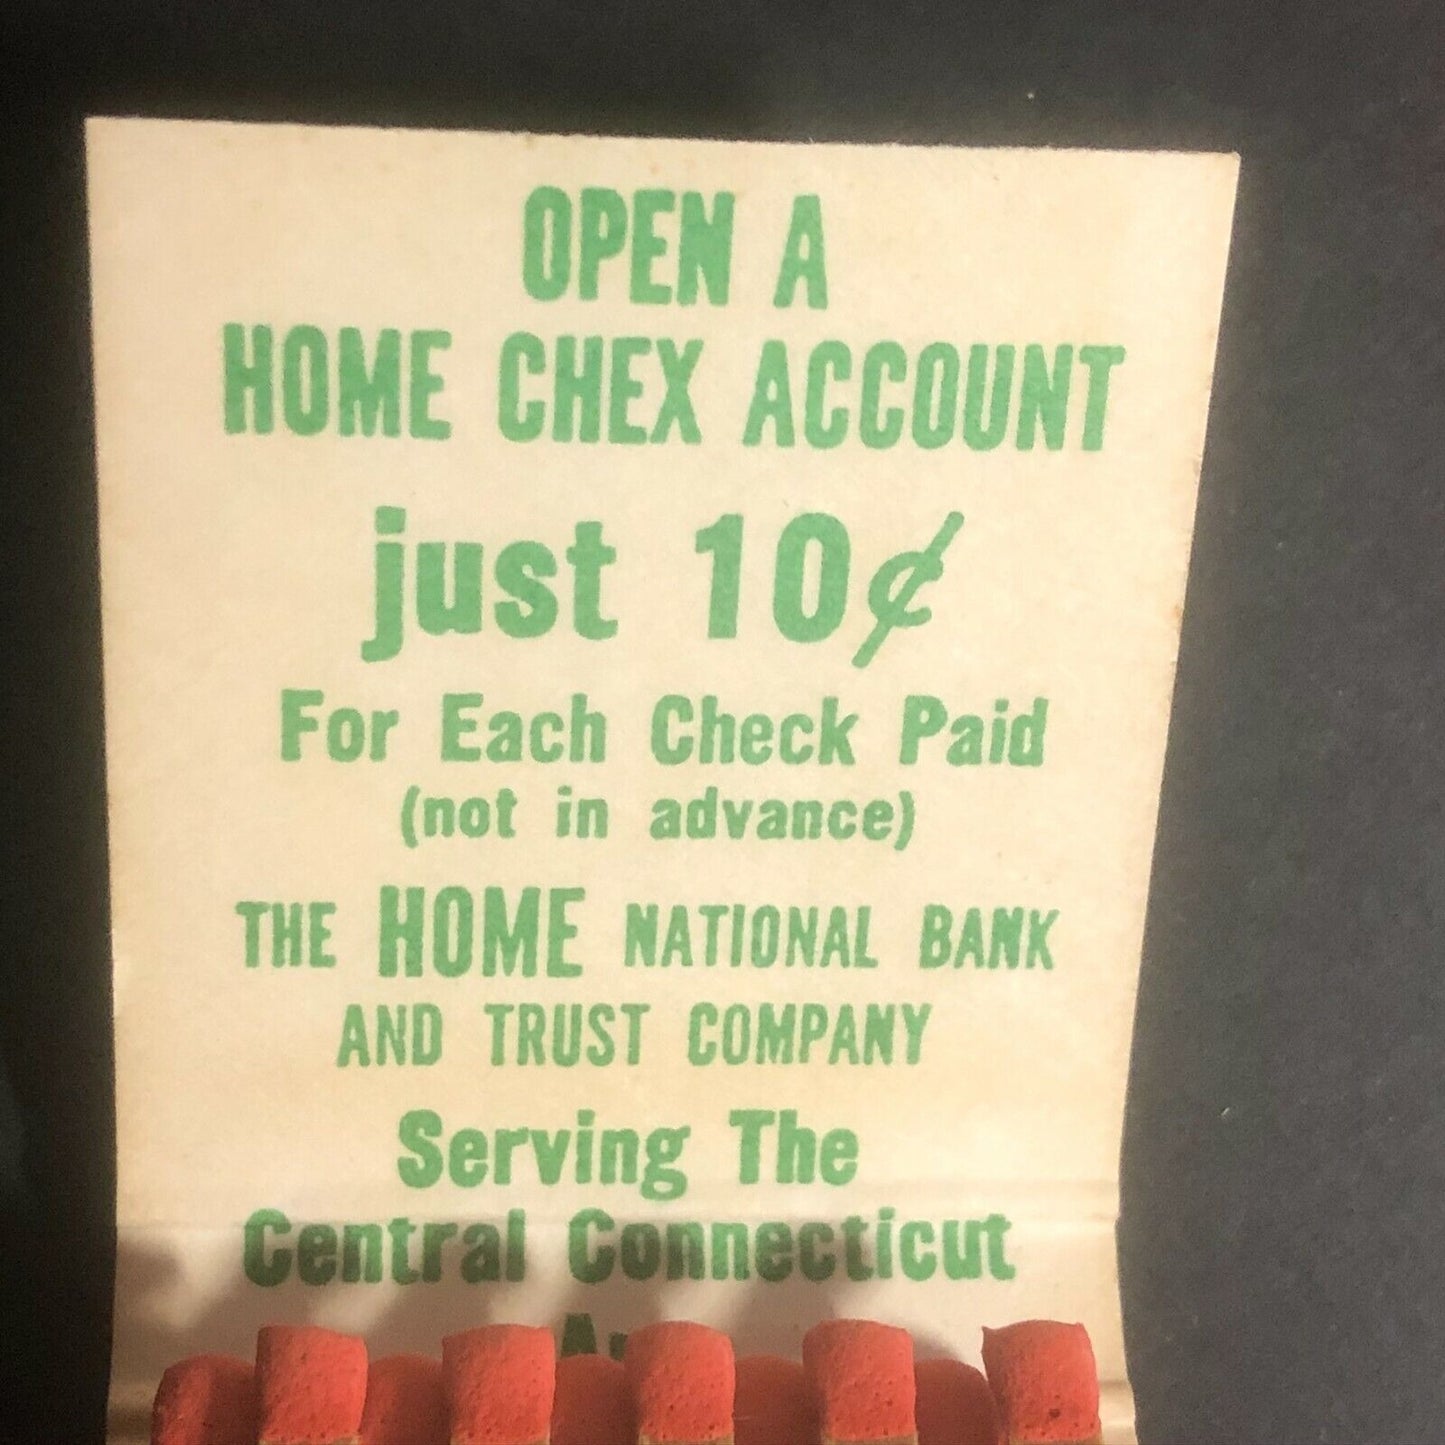 OPEN A
HOME CHEX ACCOUNT
just 10¢
For Each Check Paid
(not in advance)
THE HOME NATIONAL BANK
AND TRUST COMPANY
Serving The
Central Connecticut